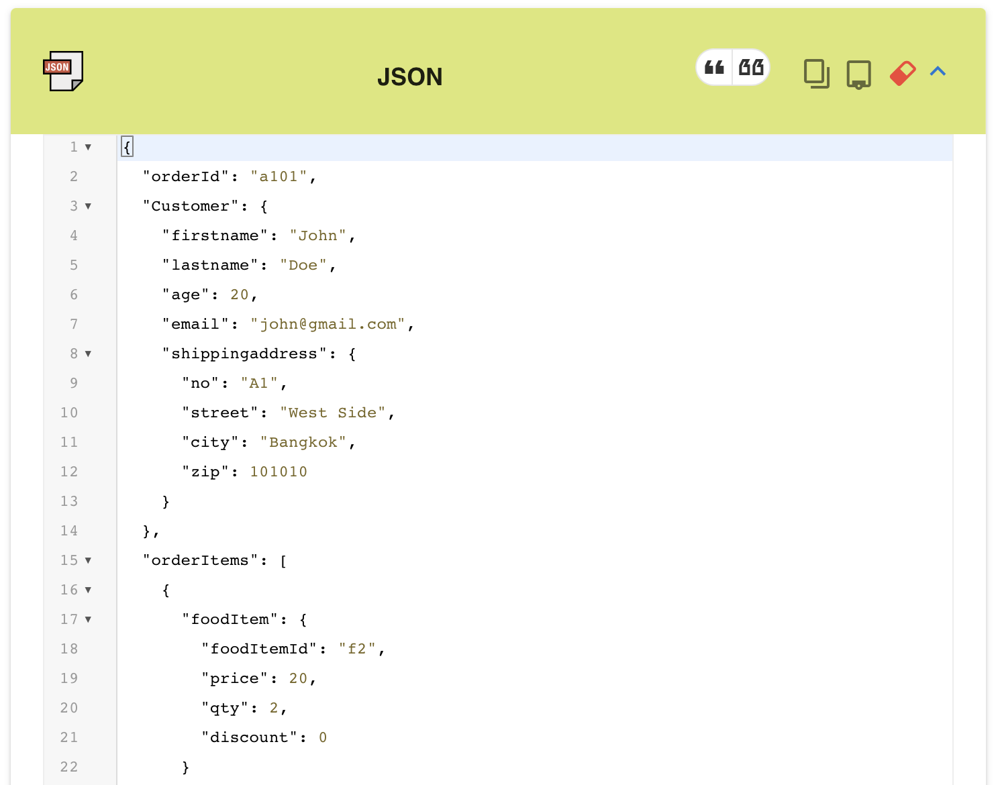 JSON
JSON
1 {
2 "orderId": "a101",
3 "Customer": {
4 "firstname": "John",
5 "lastname": "Doe",
6 "age": 20,
7 "email": "john@gmail.com",
8 "shippingaddress": {
9 "no": "A1",
10 "street": "West Side",
11 "city": "Bangkok",
12 "zip": 101010
13 }
14 },
15 "orderItems": [
16 {
17 "foodItem": {
18 "foodItemId": "f2",
19 "price": 20,
20 "qty": 2,
21 "discount": 0
22 }